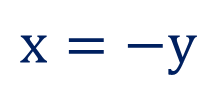 x = −y